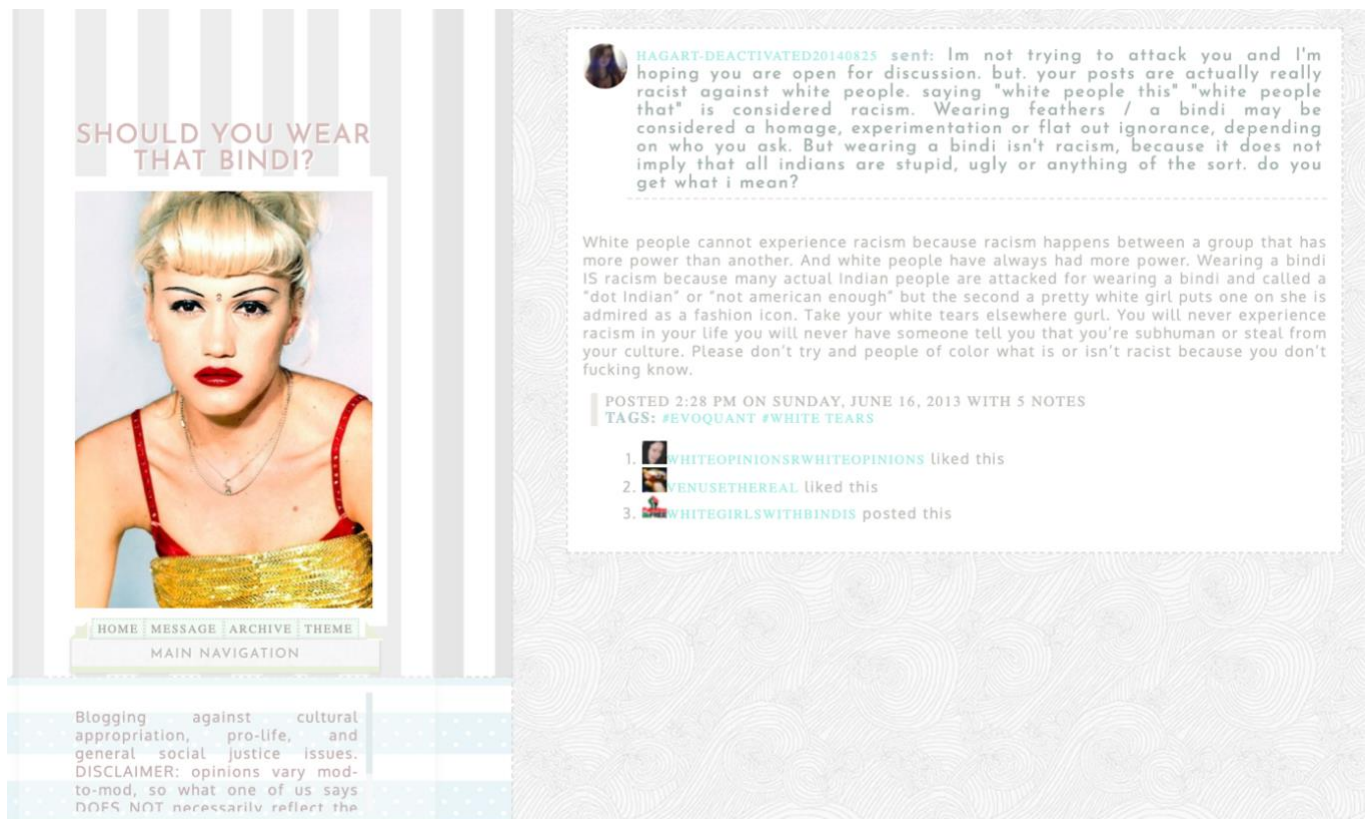 SHOULD YOU WEAR
THAT BINDI?
HOME MESSAGE ARCHIVE THEME
MAIN NAVIGATION
Blogging against cultural
appropriation, pro-life, and
general social justice issues.
DISCLAIMER: opinions vary mod-
to-mod, so what one of us says
DOES NOT necessarily reflect the
HAGART-DEACTIVATED20140825 sent: Im not trying to attack you and I'm
hoping you are open for discussion. but. your posts are actually really
racist against white people. saying "white people this" "white people
that" is considered racism. Wearing feathers / a bindi may be
considered a homage, experimentation or flat out ignorance, depending
on who you ask. But wearing a bindi isn't racism, because it does not
imply that all indians are stupid, ugly or anything of the sort. do you
get what i mean?
White people cannot experience racism because racism happens between a group that has
more power than another. And white people have always had more power. Wearing a bindi
IS racism because many actual Indian people are attacked for wearing a bindi and called a
“dot Indian” or “not american enough” but the second a pretty white girl puts one on she is
admired as a fashion icon. Take your white tears elsewhere gurl. You will never experience
racism in your life you will never have someone tell you that you’re subhuman or steal from
your culture. Please don’t try and people of color what is or isn’t racist because you don’t
fucking know.
POSTED 2:28 PM ON SUNDAY, JUNE 16, 2013 WITH 5 NOTES
TAGS: #EVOQUANT #WHITE TEARS
1. WHITEOPINIONSRWHITEOPINIONS liked this
2. VENUSETHEREAL liked this
3. WHITEGIRLSWITHBINDIS posted this